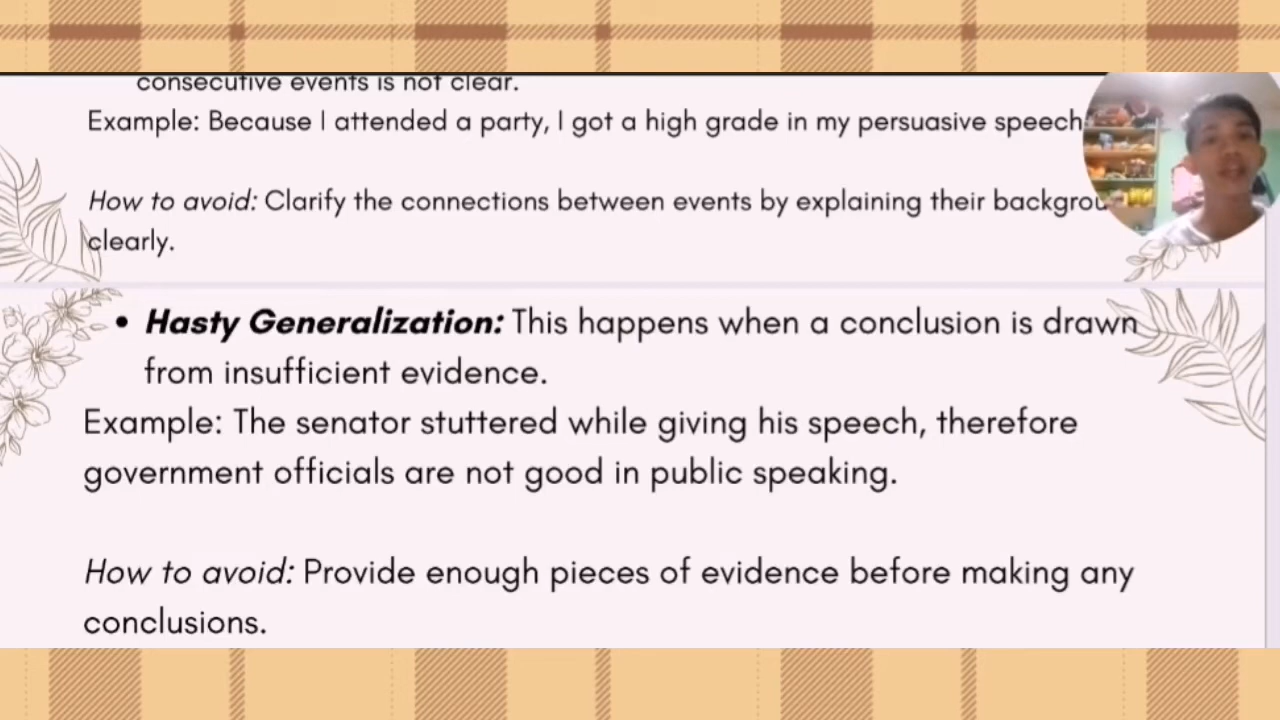 consecutive events is not clear.
Example: Because I attended a party, I got a high grade in my persuasive speech
How to avoid: Clarify the connections between events by explaining their
clearly.
• Hasty Generalization: This happens when a conclusion is drawn
from insufficient evidence.
Example: The senator stuttered while giving his speech, therefore
government officials are not good in public speaking.
How to avoid: Provide enough pieces of evidence before making any
conclusions.